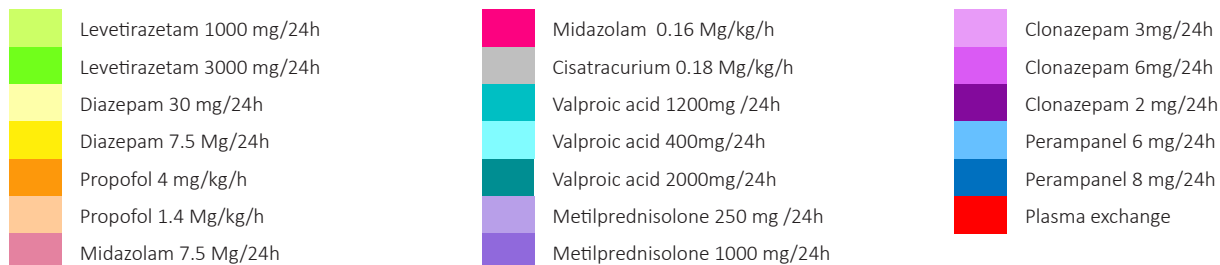 Levetirazetam 1000 mg/24h
Levetirazetam 3000 mg/24h
Diazepam 30 mg/24h
Diazepam 7.5 Mg/24h
Propofol 4 mg/kg/h
Propofol 1.4 Mg/kg/h
Midazolam 7.5 Mg/24h
Midazolam 0.16 Mg/kg/h
Cisatracurium 0.18 Mg/kg/h
Valproic acid 1200mg /24h
Valproic acid 400mg/24h
Valproic acid 2000mg/24h
Metilprednisolone 250 mg /24h
Metilprednisolone 1000 mg/24h
Clonazepam 3mg/24h
Clonazepam 6mg/24h
Clonazepam 2 mg/24h
Perampanel 6 mg/24h
Perampanel 8 mg/24h
Plasma exchange